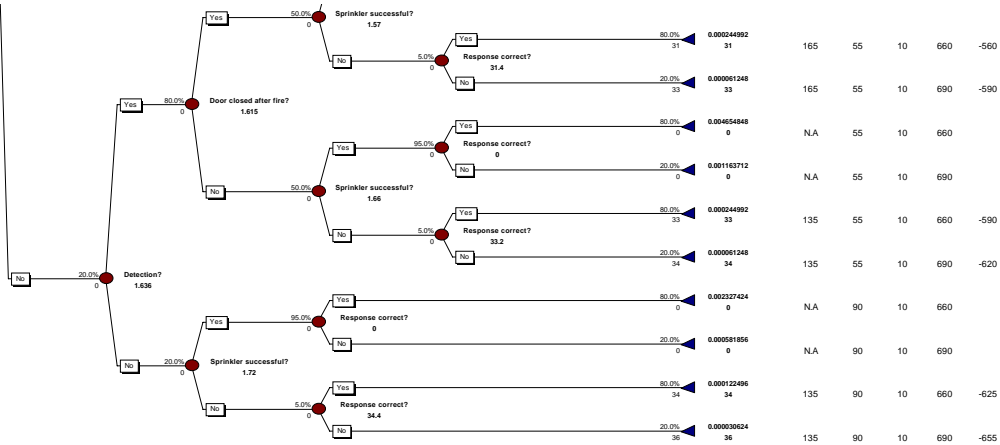 Yes 50.0% Sprinkler successful?
0 1.57
Yes 80.0% 0.000244992
31 31 165 55 10 660 -560
No 5.0% Response correct?
0 31.4
No 20.0% 0.000061248
33 33 165 55 10 690 -590
Yes 80.0% Door closed after fire?
0 1.615
Yes 80.0% 0.004654848
0 0 N.A 55 10 660
Yes 95.0% Response correct?
0 0
No 20.0% 0.001163712
0 0 N.A 55 10 690
No 50.0% Sprinkler successful?
0 1.66
Yes 80.0% 0.000244992
33 33 135 55 10 660 -590
No 5.0% Response correct?
0 33.2
No 20.0% 0.000061248
34 34 135 55 10 690 -620
No 20.0% Detection?
0 1.636
Yes 80.0% 0.002327424
0 0 N.A 90 10 660
Yes 95.0% Response correct?
0 0
No 20.0% 0.000581856
0 0 N.A 90 10 690
No 20.0% Sprinkler successful?
0 1.72
Yes 80.0% 0.000122496
34 34 135 90 10 660 -625
No 5.0% Response correct?
0 34.4
No 20.0% 0.000030624
36 36 135 90 10 690 -655